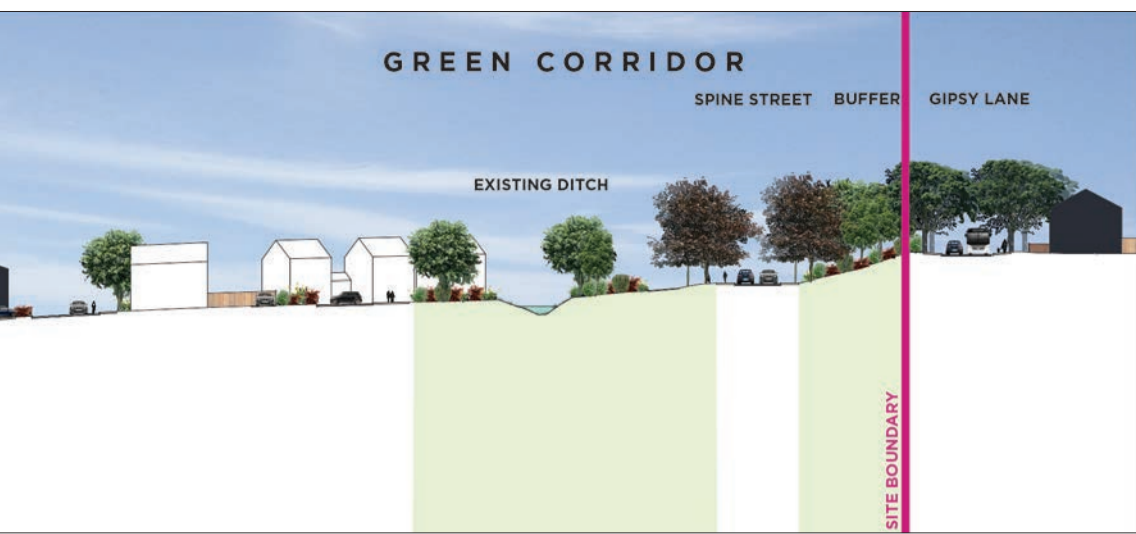 GREEN CORRIDOR
SPINE STREET BUFFER GIPSY LANE
EXISTING DITCH
SITE BOUNDARY